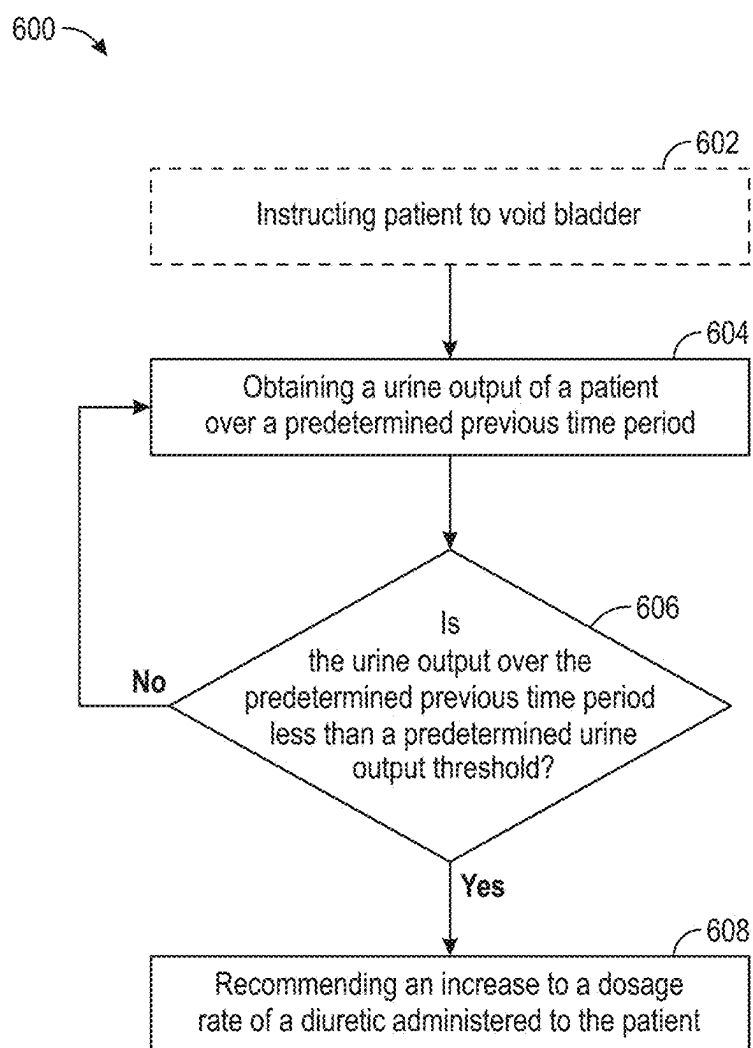 600
602
Instructing patient to void bladder
604
Obtaining a urine output of a patient
over a predetermined previous time period
606
Is
the urine output over the
predetermined previous time period
less than a predetermined urine
output threshold?
No
Yes
608
Recommending an increase to a dosage
rate of a diuretic administered to the patient